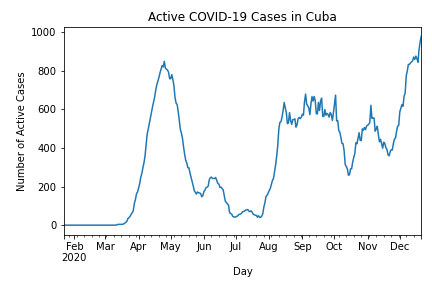 Active COVID-19 Cases in Cuba
1000
800
600
400
200
0
Number of Active Cases
Feb Mar Apr May Jun Jul Aug Sep Oct Nov Dec
2020
Day